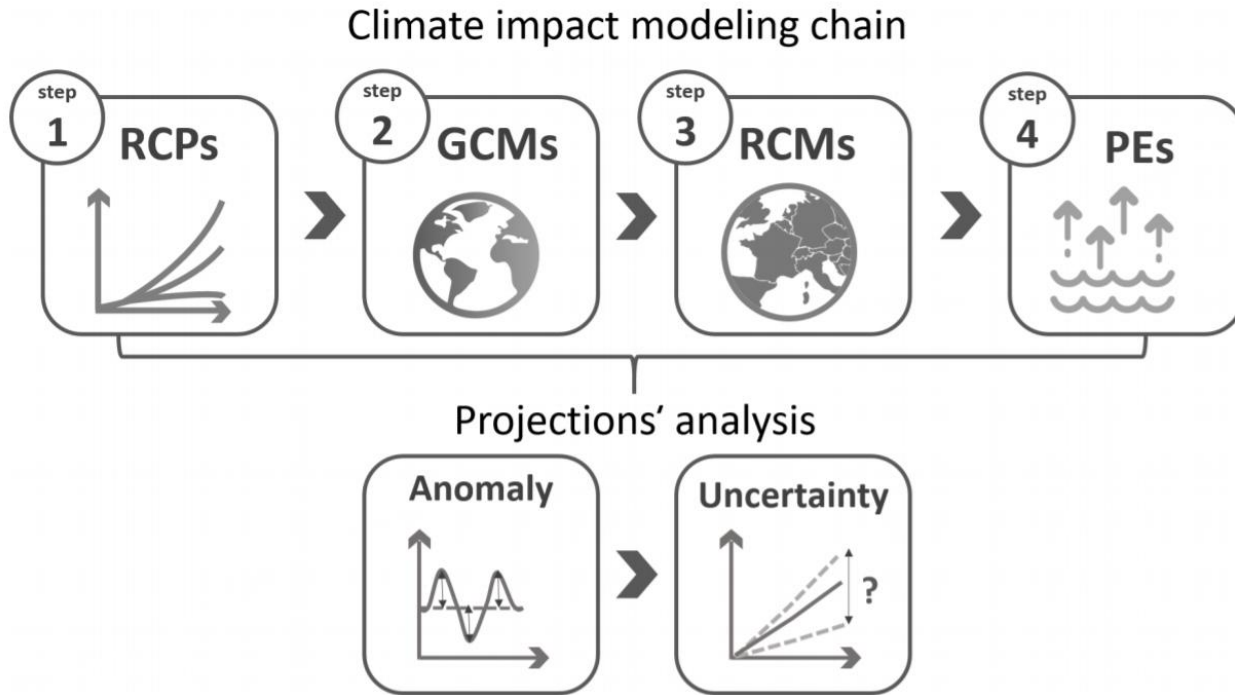 Climate impact modeling chain
step
1
RCPs
step
2
GCMs
step
3
RCMs
step
4
PEs
Projections’ analysis
Anomaly
Uncertainty
?